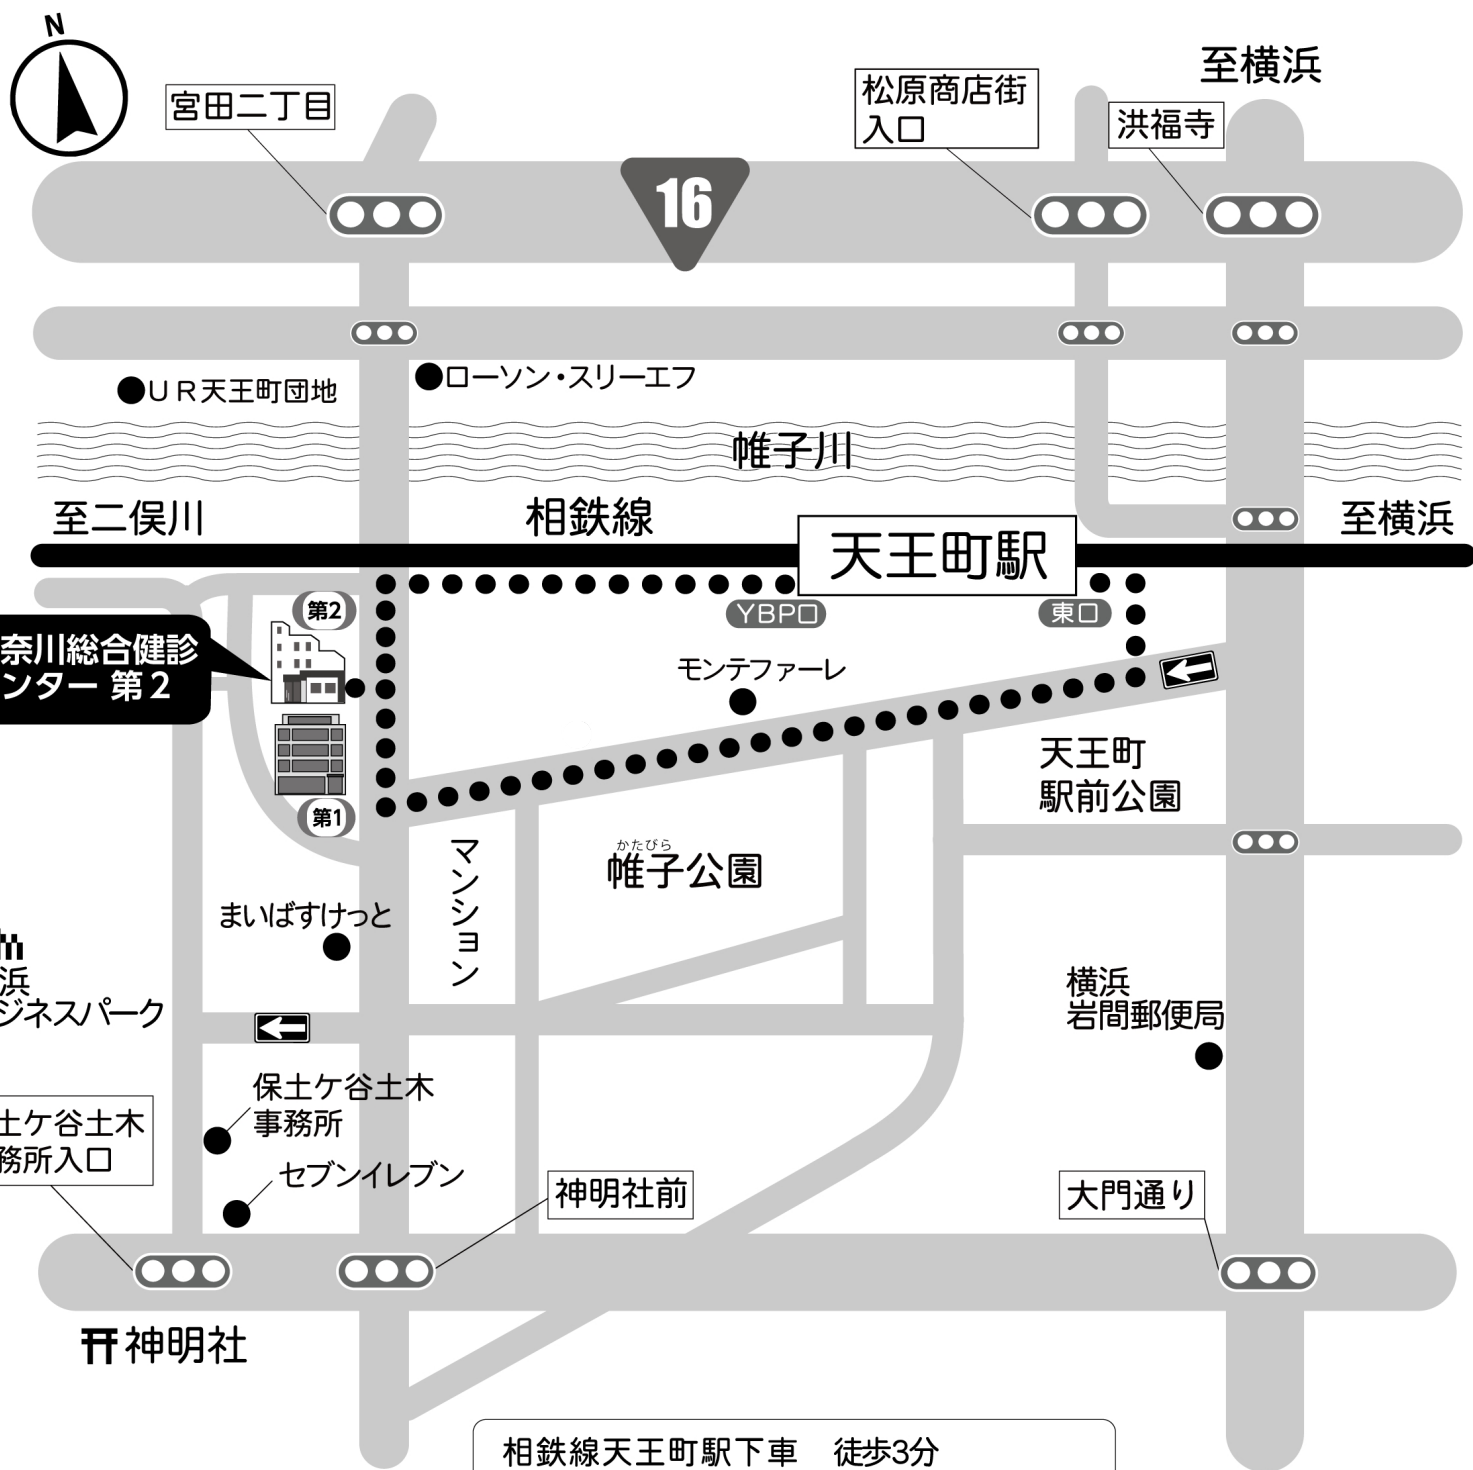 N
至横浜
宮田二丁目
松原商店街
入口
洪福寺
16
UR天王町団地
ローソン・スリーエフ
帷子川
至二俣川
相鉄線
至横浜
天王町駅
第2
YBP口
東口
奈川総合健診
ンター 第2
モンテファーレ
天王町
駅前公園
第1
マンション
かたびら
帷子公園
まいばすけっと
浜
ジネスパーク
横浜
岩間郵便局
保土ケ谷土木
事務所
土ケ谷土木
務所入口
セブンイレブン
神明社前
大門通り
神明社
相鉄線天王町駅下車 徒歩3分